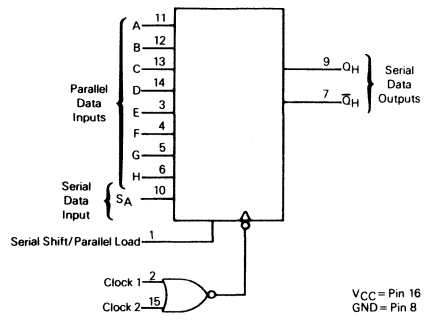 A 11
B 12
C 13
D 14
E 3
F 4
G 5
H 6
SA 10
Parallel
Data
Inputs
Serial
Data
Input
Serial Shift/Parallel Load 1
9 QH
7 Q̅H
Serial
Data
Outputs
Clock 1 2
Clock 2 15
VCC = Pin 16
GND = Pin 8